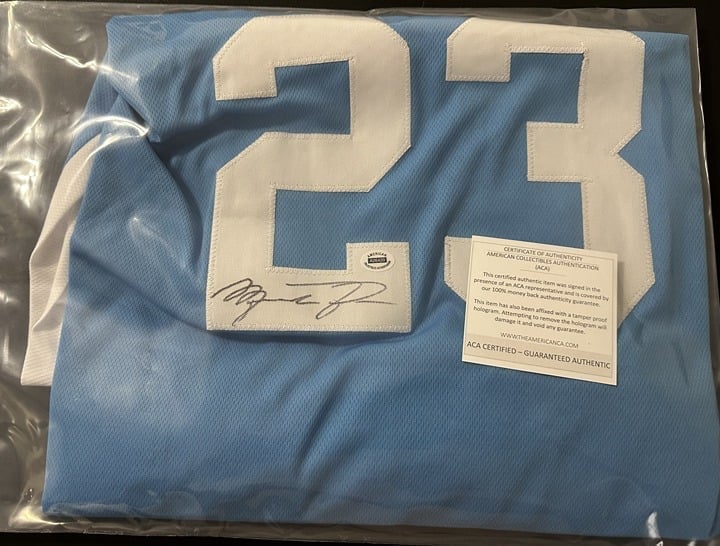 23
AMERICAN
CERTIFICATE OF AUTHENTICITY
AMERICAN COLLECTIBLES AUTHENTICATION
(ACA)
This certified authentic item was signed in the
presence of an ACA representative and is covered by
our 100% money back authenticity guarantee.
This item has also been affixed with a tamper proof
hologram. Attempting to remove the hologram will
damage it and void any guarantee.
WWW.THEAMERICANCA.COM
ACA CERTIFIED – GUARANTEED AUTHENTIC